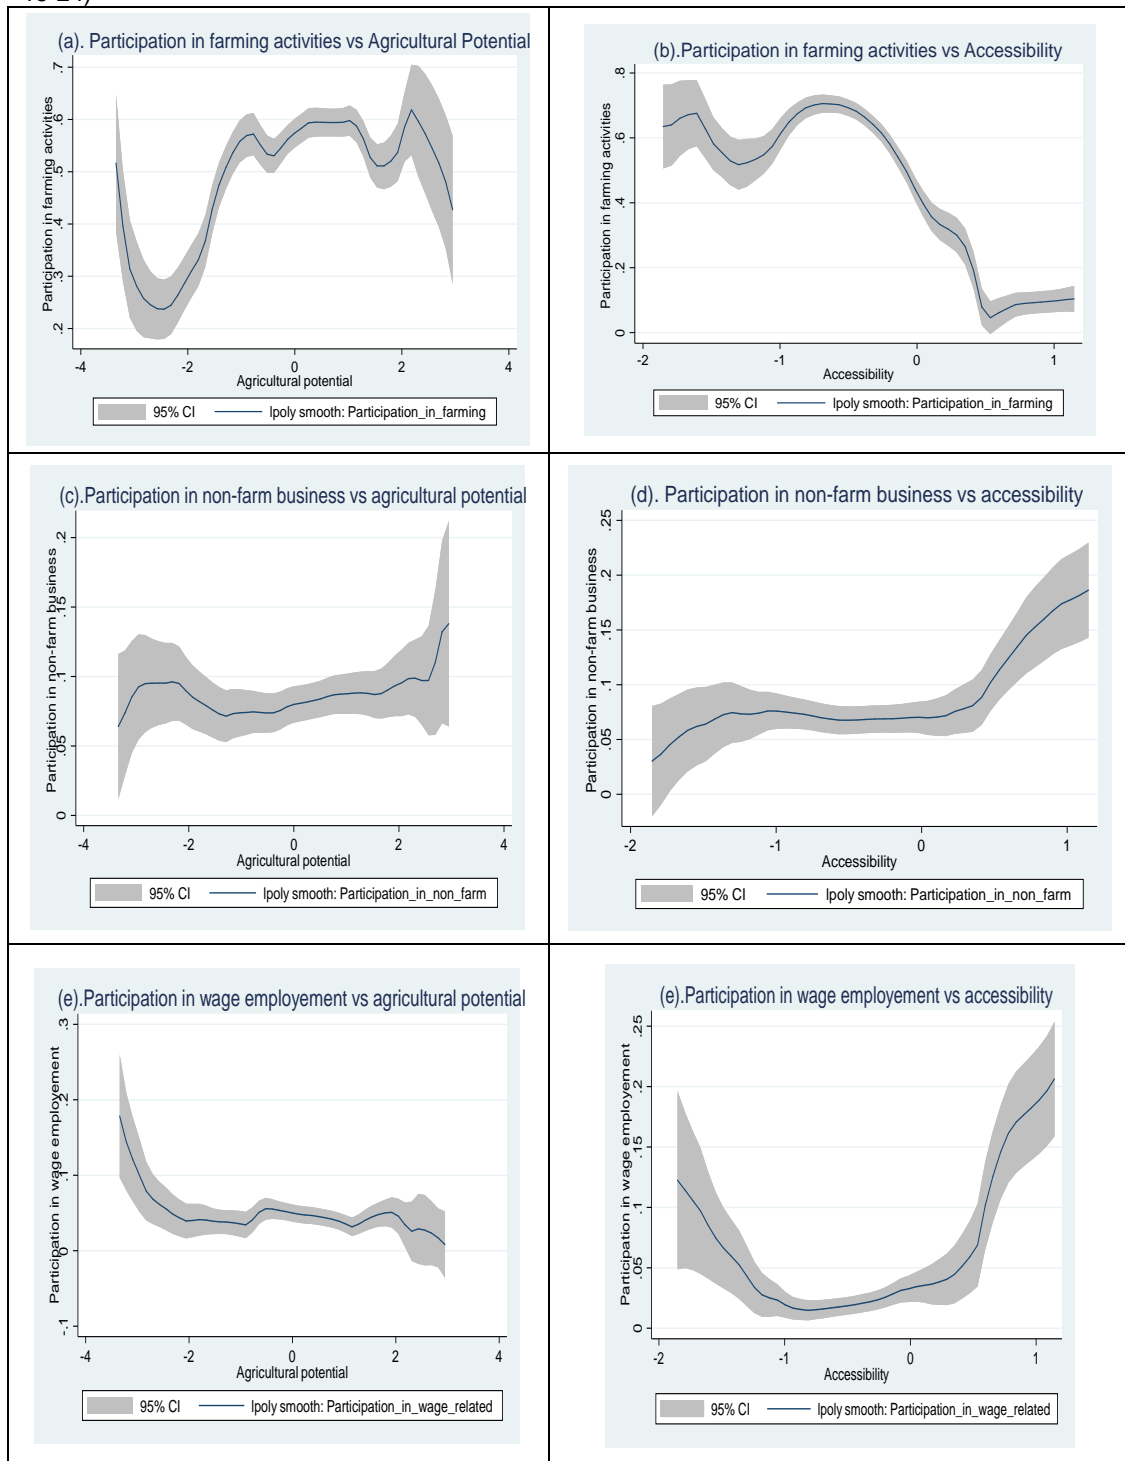 (a). Participation in farming activities vs Agricultural Potential
Participation in farming activities
.7
.6
.5
.4
.3
.2
-4 -2 0 2 4
Agricultural potential
95% CI lpoly smooth: Participation_in_farming
(b).Participation in farming activities vs Accessibility
Participation in farming activities
.8
.6
.4
.2
0
-2 -1 0 1
Accessibility
95% CI lpoly smooth: Participation_in_farming
(c).Participation in non-farm business vs agricultural potential
Participation in non-farm business
.2
.15
.1
.05
0
-4 -2 0 2 4
Agricultural potential
95% CI lpoly smooth: Participation_in_non_farm
(d). Participation in non-farm business vs accessibility
Participation in non-farm business
.25
.2
.15
.1
.05
0
-2 -1 0 1
Accessibility
95% CI lpoly smooth: Participation_in_non_farm
(e).Participation in wage employement vs agricultural potential
Participation in wage employement
.3
.2
.1
0
-.1
-4 -2 0 2 4
Agricultural potential
95% CI lpoly smooth: Participation_in_wage_related
(e).Participation in wage employement vs accessibility
Participation in wage employment
.25
.2
.15
.1
.05
0
-2 -1 0 1
Accessibility
95% CI lpoly smooth: Participation_in_wage_related